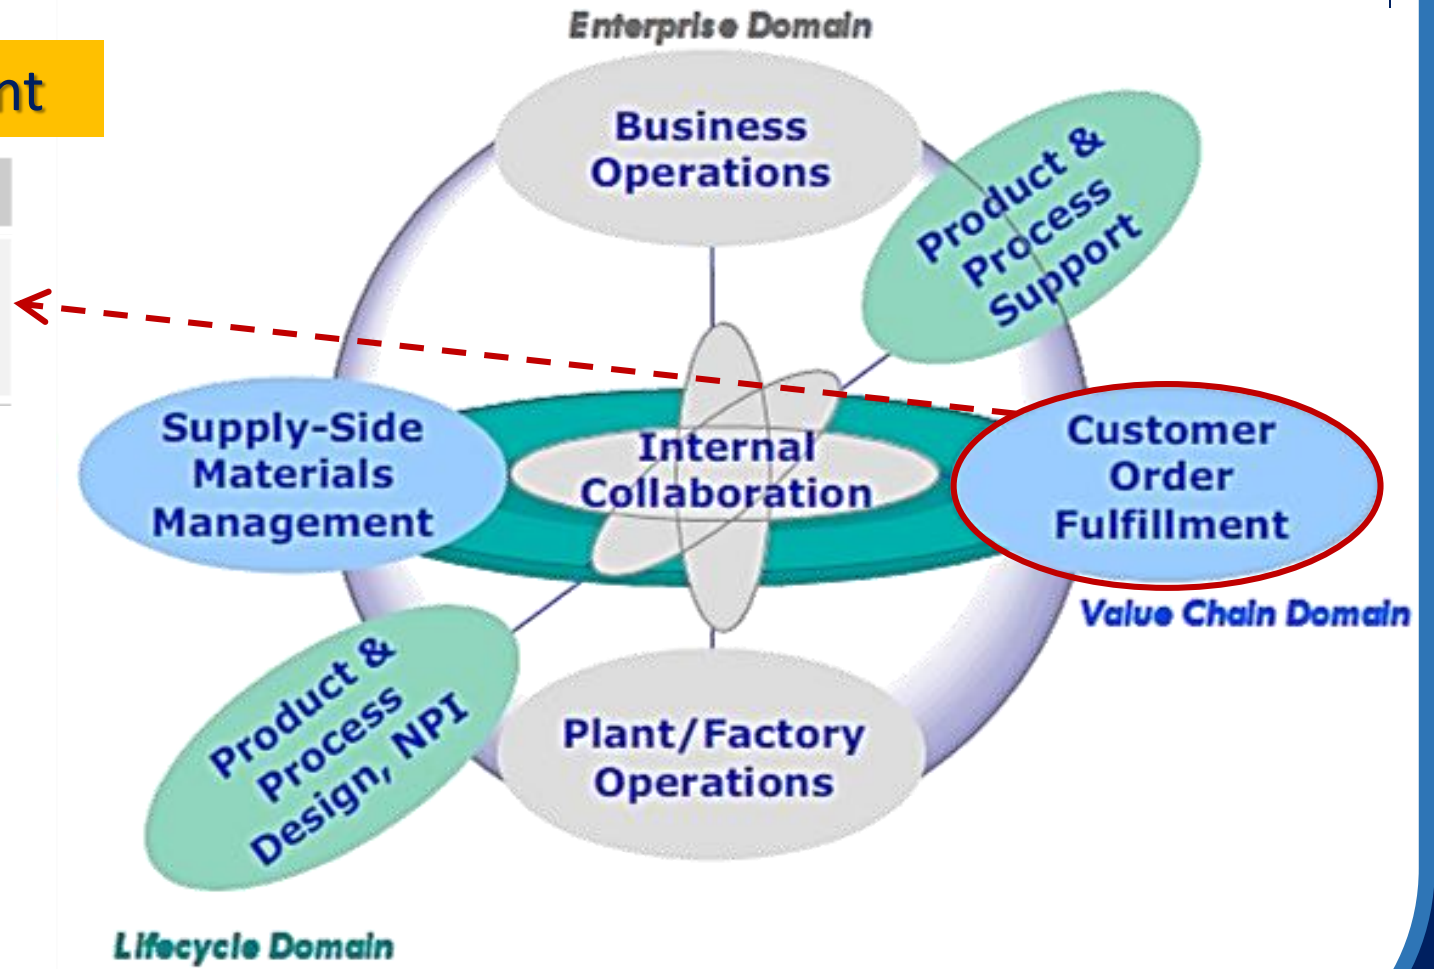 Enterprise Domain
nt
Business
Operations
Product &
Process
Support
Supply-Side
Materials
Management
Internal
Collaboration
Customer
Order
Fulfillment
Value Chain Domain
Product &
Process
Design, NPI
Plant/Factory
Operations
Lifecycle Domain